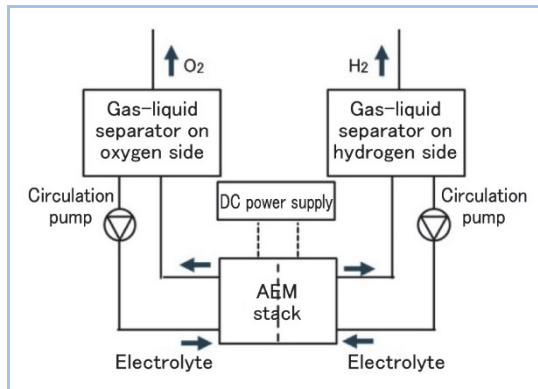 O2
H2
Gas-liquid
separator on
oxygen side
Gas-liquid
separator on
hydrogen side
Circulation
pump
DC power supply
Circulation
pump
AEM
stack
Electrolyte
Electrolyte